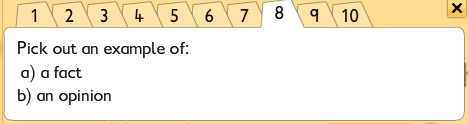 1 2 3 4 5 6 7 8 9 10 ×
Pick out an example of:
a) a fact
b) an opinion